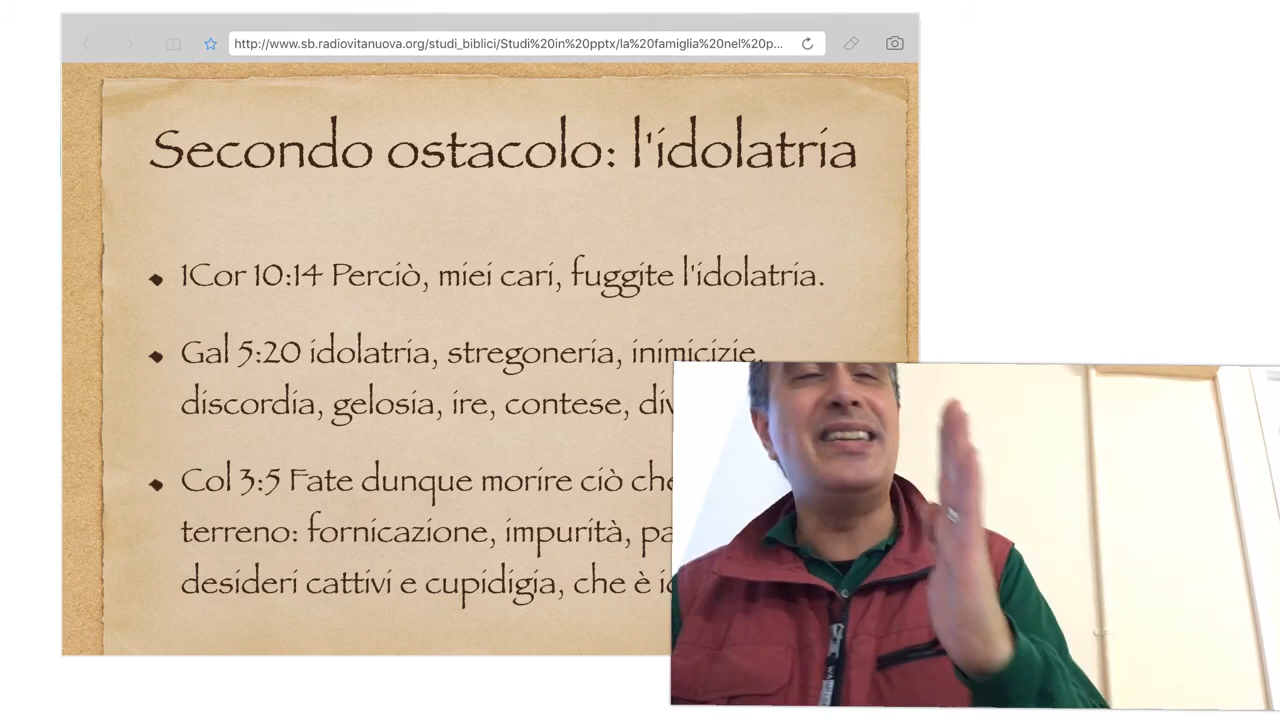 http://www.sb.radiovitanuova.org/studi_biblici/Studi%20in%20pptx/la%20famiglia%20nel%20p...
Secondo ostacolo: l'idolatria
1Cor 10:14 Perciò, miei cari, fuggite l'idolatria.
Gal 5:20 idolatria, stregoneria, inimicizie,
discordia, gelosia, ire, contese,
Col 3:5 Fate dunque morire ciò che
terreno: fornicazione, impurità,
desideri cattivi e cupidigia, che è